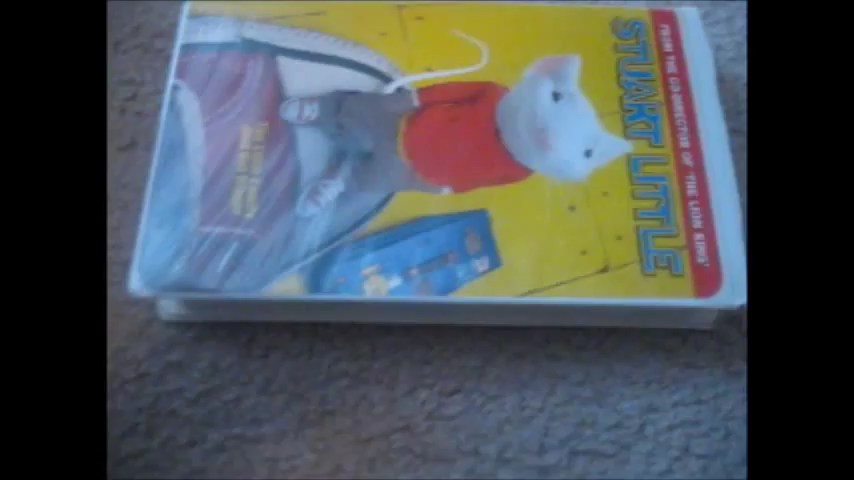 FROM THE CO-DIRECTOR OF 'THE LION KING'
STUART LITTLE